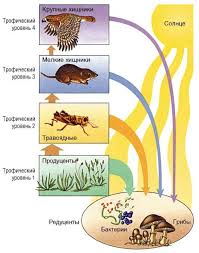 Трофический
уровень 4
Крупные хищники
Солнце
Трофический
уровень 3
Мелкие хищники
Трофический
уровень 2
Травоядные
Трофический
уровень 1
Продуценты
Редуценты
Бактерии
Грибы